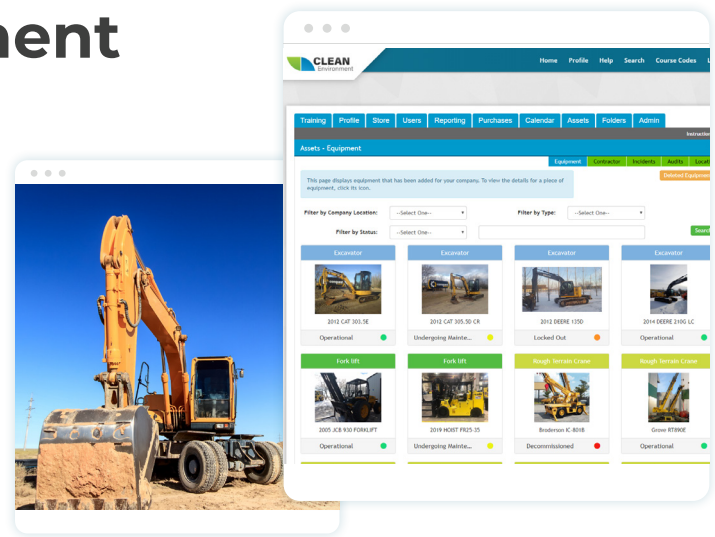 ment
CLEAN
Environment
Home Profile Help Search Course Codes
Training Profile Store Users Reporting Purchases Calendar Assets Folders Admin
Assets - Equipment
Equipment Contractor Incidents Audits
Deleted Equipment
This page displays equipment that has been added for your company. To view the details for a piece of
equipment, click its icon.
Filter by Company Location: --Select One-- Filter by Type: --Select One--
Filter by Status: --Select One-- Search
Excavator Excavator Excavator Excavator
2012 CAT 303.5E 2012 CAT 305.5D CR 2012 DEERE 135D 2014 DEERE 210G LC
Operational Undergoing Mainte... Locked Out Operational
Fork lift Fork lift Rough Terrain Crane Rough Terrain Crane
2005 JCB 930 FORKLIFT 2019 HOIST FR25-35 Broderson IC-80JB Grove RT890E
Operational Undergoing Mainte... Decommissioned Operational